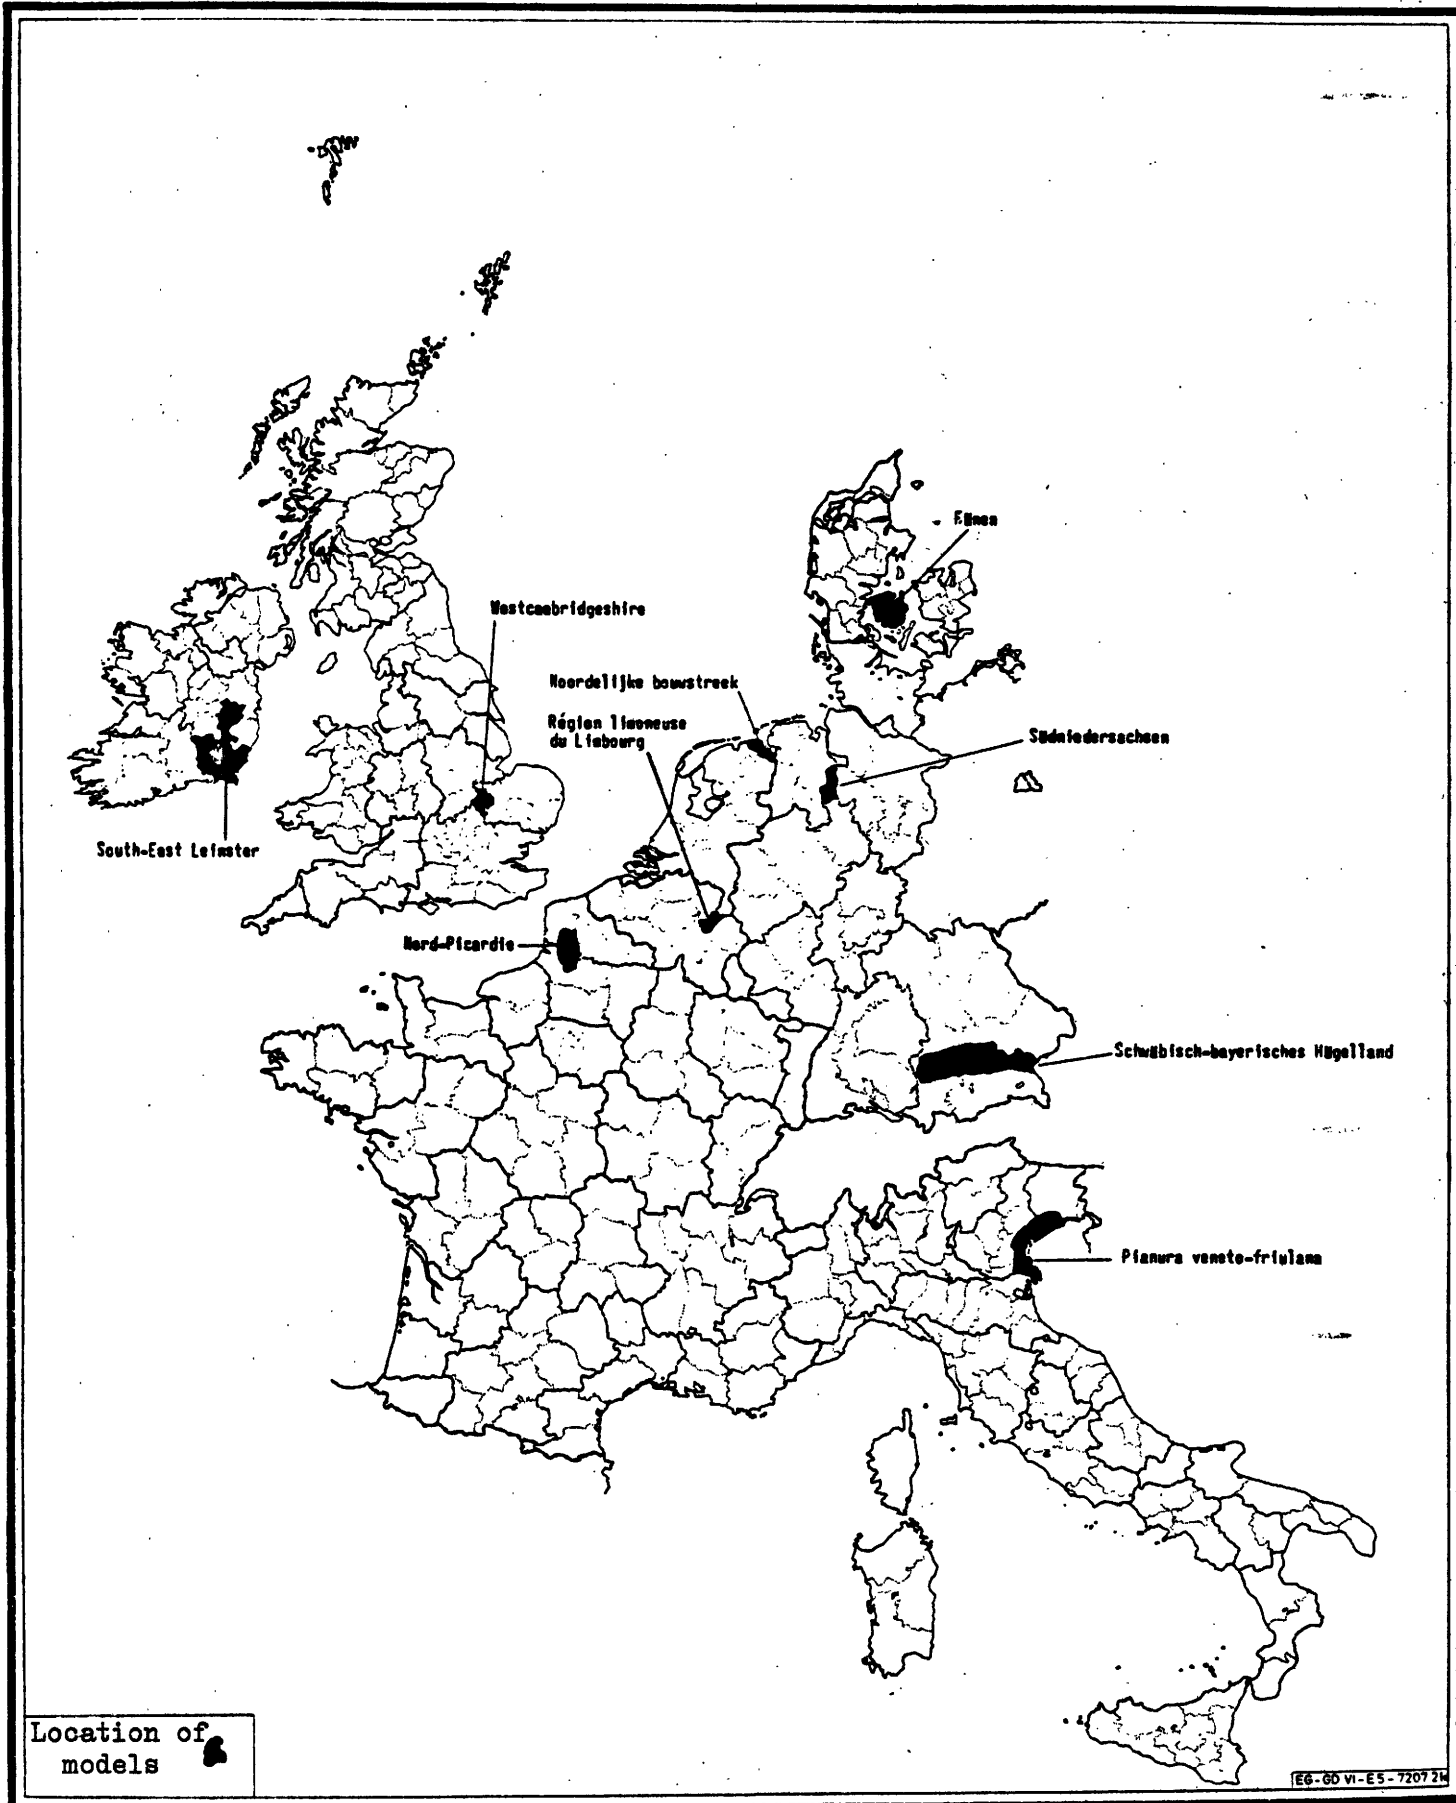 Fünen
Westcambridgeshire
Noordelijke bouwstreek
Région limoneuse
du Limbourg
Südniedersachsen
South-East Leinster
Nord-Picardie
Schwäbisch-bayerisches Hügelland
Pianura veneto-friulana
Location of
models
EG-GD VI-E5-7207 2